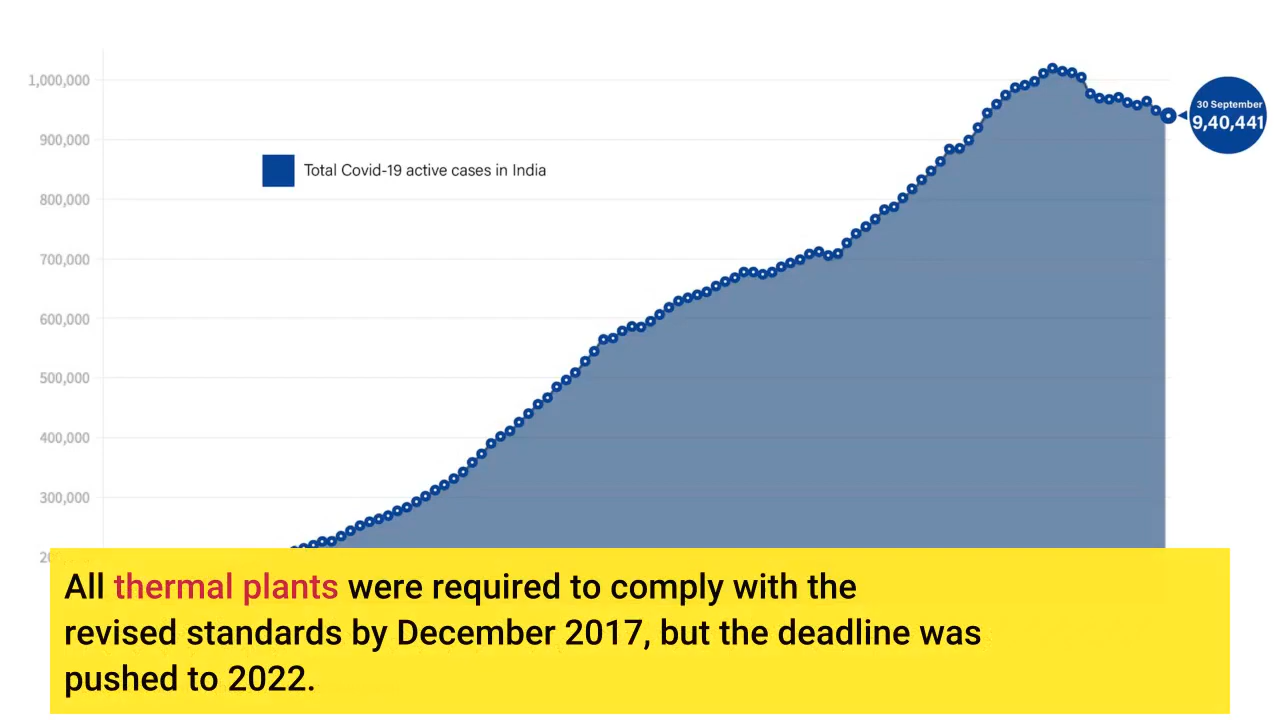 1,000,000
30 September
9,40,441
900,000
Total Covid-19 active cases in India
800,000
700,000
600,000
500,000
400,000
300,000
All thermal plants were required to comply with the
revised standards by December 2017, but the deadline was
pushed to 2022.